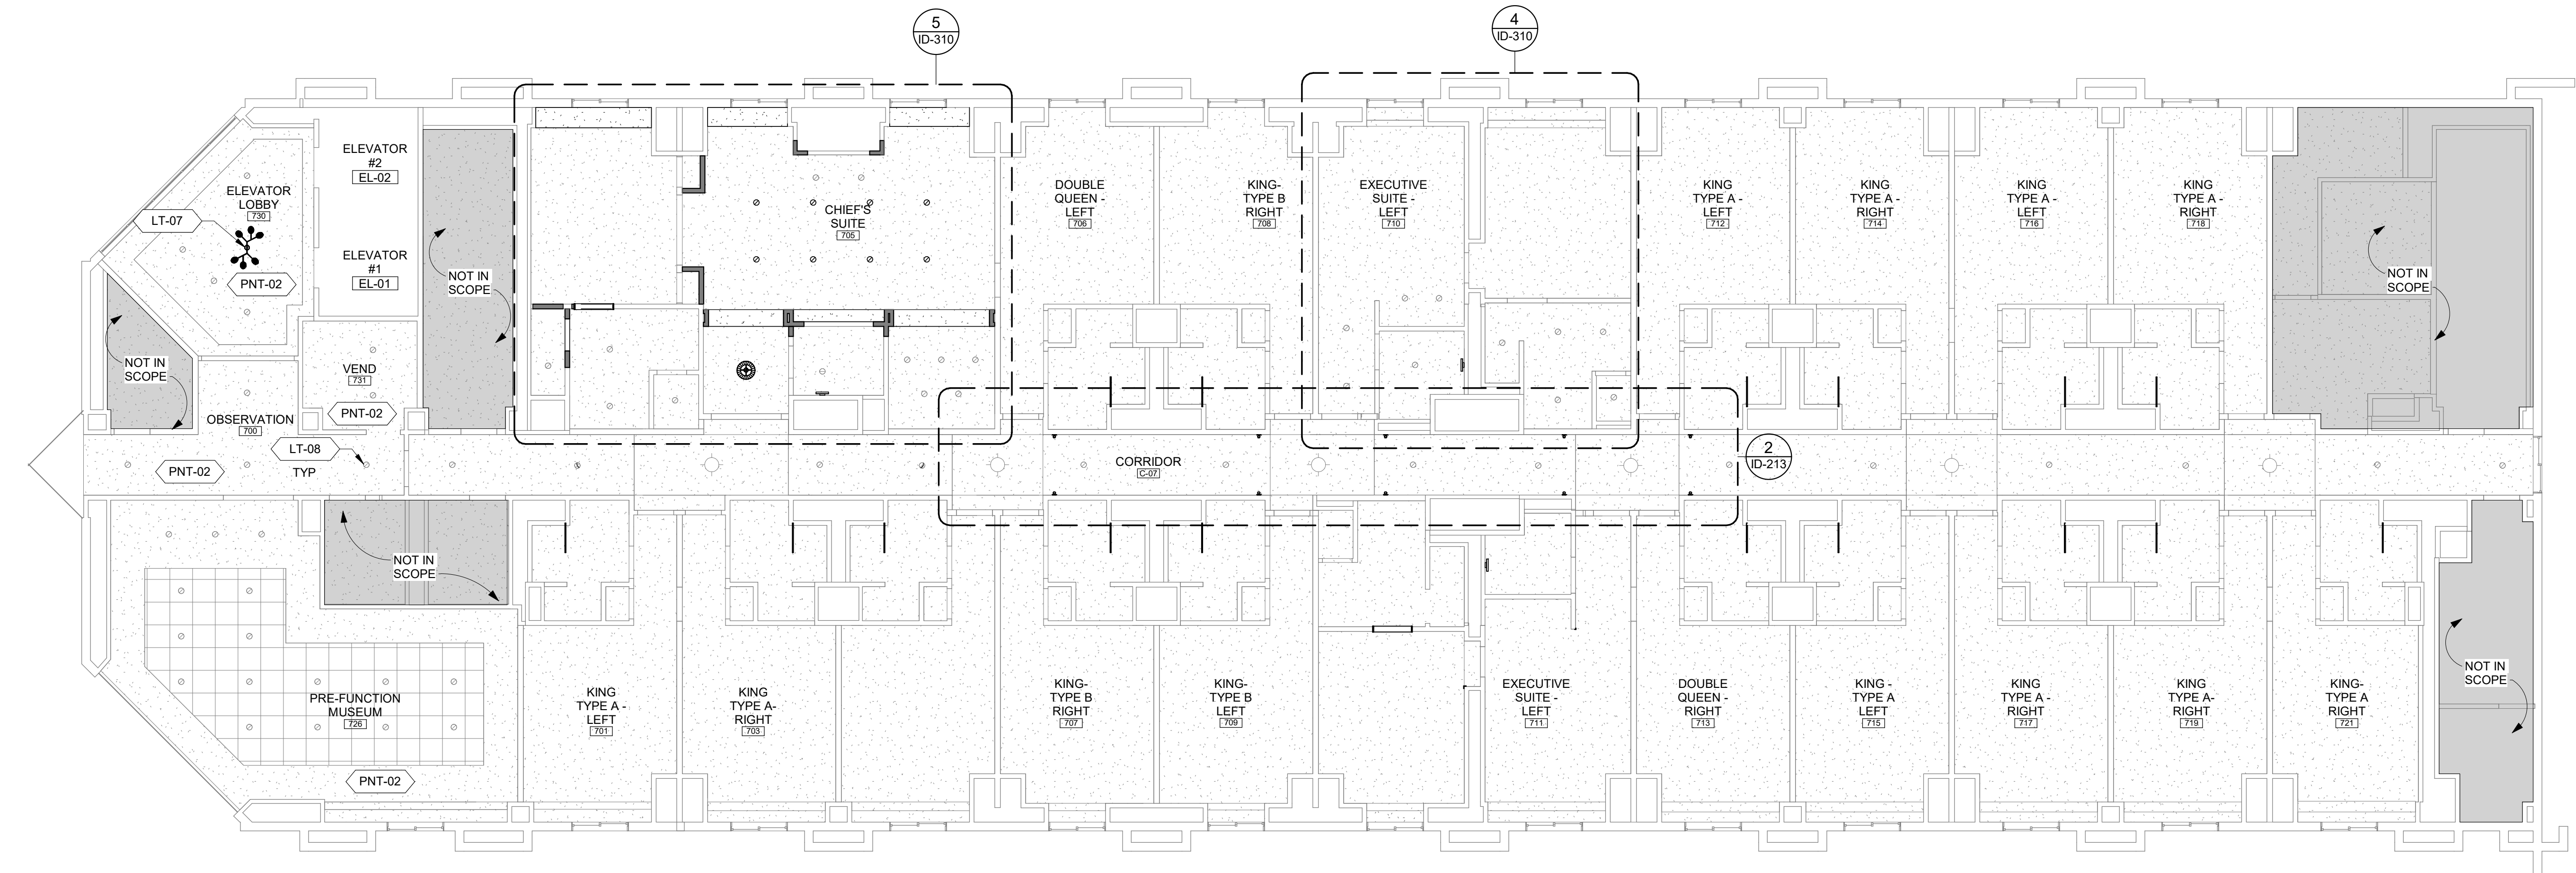 5
ID-310
4
ID-310
ELEVATOR
#2
EL-02
ELEVATOR
LOBBY
730
LT-07
PNT-02
ELEVATOR
#1
EL-01
NOT IN
SCOPE
CHIEF'S
SUITE
705
DOUBLE
QUEEN -
LEFT
706
KING-
TYPE B
RIGHT
708
EXECUTIVE
SUITE -
LEFT
710
KING
TYPE A -
LEFT
712
KING
TYPE A -
RIGHT
714
KING
TYPE A -
LEFT
716
KING
TYPE A -
RIGHT
718
NOT IN
SCOPE
NOT IN
SCOPE
VEND
731
PNT-02
OBSERVATION
700
LT-08
TYP
PNT-02
CORRIDOR
C-07
2
ID-213
NOT IN
SCOPE
PRE-FUNCTION
MUSEUM
726
PNT-02
KING
TYPE A -
LEFT
701
KING
TYPE A-
RIGHT
703
KING-
TYPE B
RIGHT
707
KING-
TYPE B
LEFT
709
EXECUTIVE
SUITE -
LEFT
711
DOUBLE
QUEEN -
RIGHT
713
KING -
TYPE A
LEFT
715
KING
TYPE A -
RIGHT
717
KING
TYPE A-
RIGHT
719
KING-
TYPE A
RIGHT
721
NOT IN
SCOPE